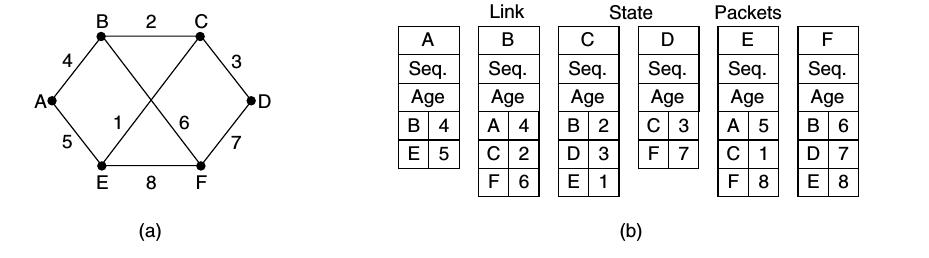 B 2 C
4 3
A D
1 6
5 7
E 8 F
(a)
Link State Packets
A B C D E F
Seq. Seq. Seq. Seq. Seq. Seq.
Age Age Age Age Age Age
B 4 A 4 B 2 C 3 A 5 B 6
E 5 C 2 D 3 F 7 C 1 D 7
F 6 E 1 F 8 E 8
(b)